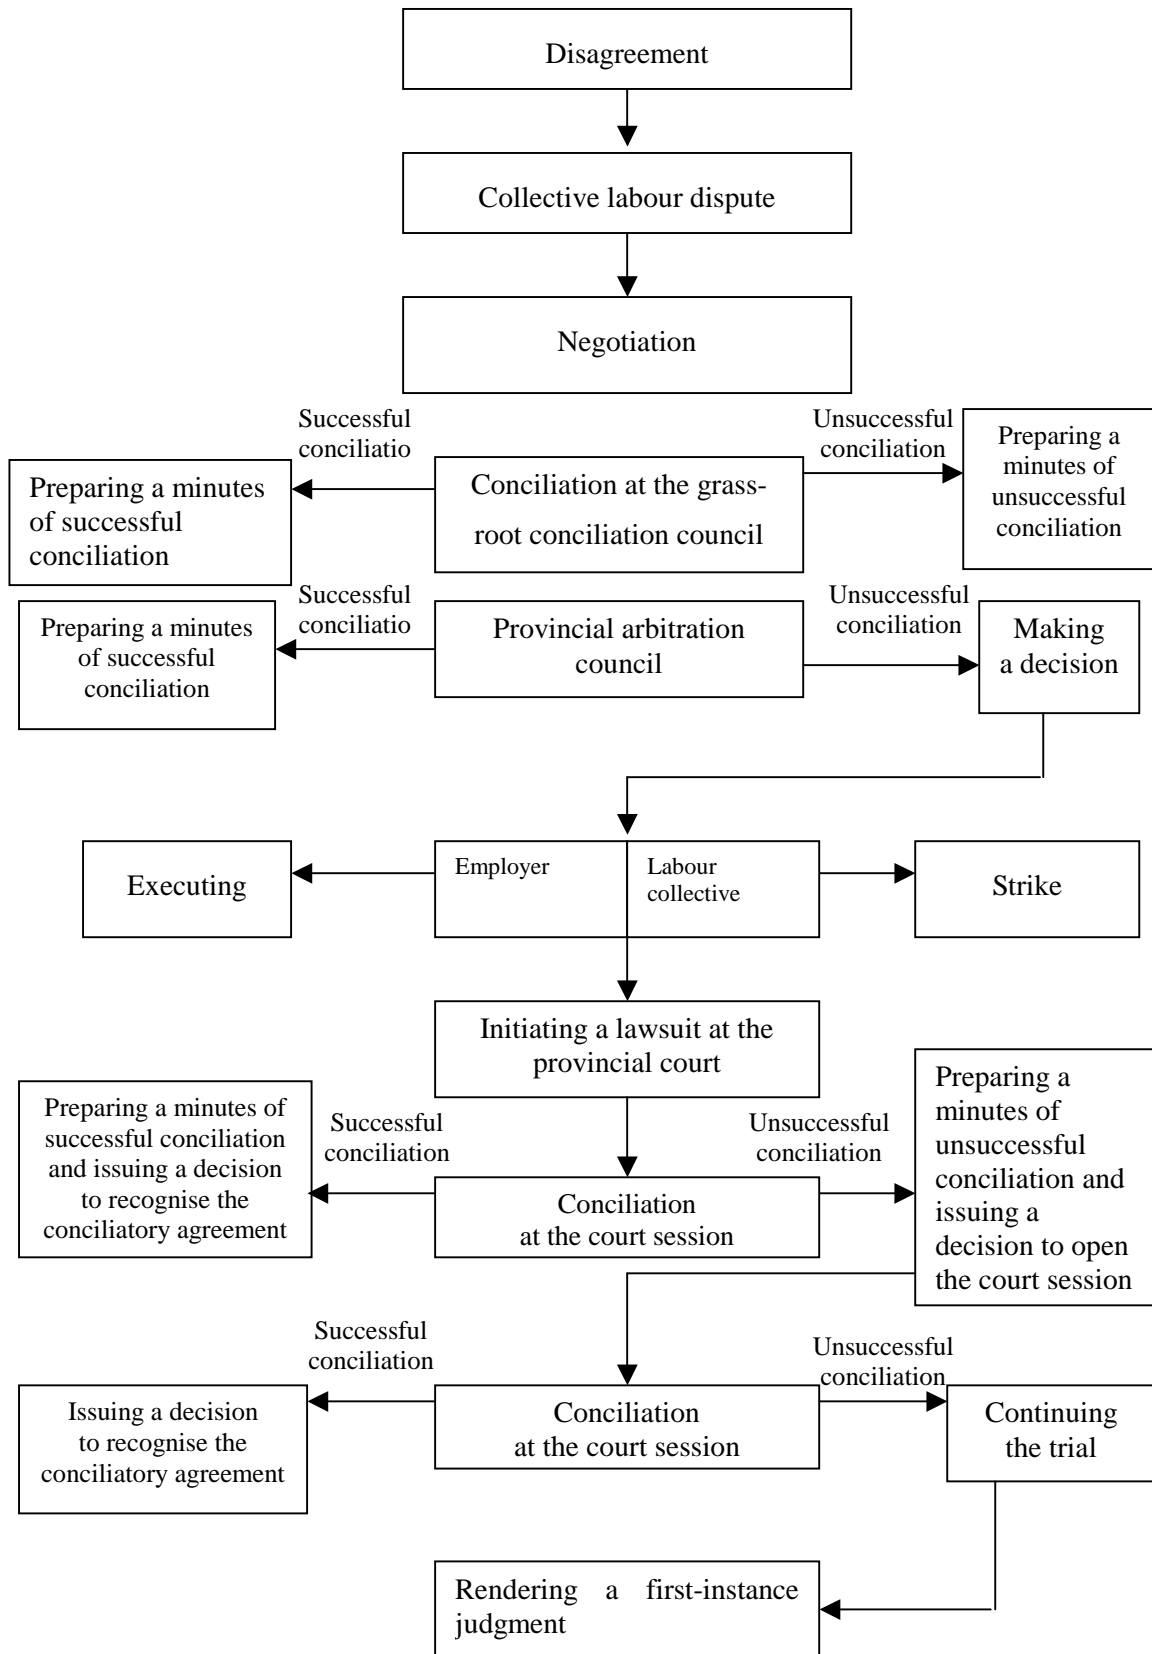 Disagreement
Collective labour dispute
Negotiation
Successful
conciliatio
Unsuccessful
conciliation
Preparing a minutes
of successful
conciliation
Conciliation at the grass-
root conciliation council
Preparing a
minutes of
unsuccessful
conciliation
Successful
conciliatio
Unsuccessful
conciliation
Preparing a minutes
of successful
conciliation
Provincial arbitration
council
Making
a decision
Executing
Employer
Labour
collective
Strike
Initiating a lawsuit at the
provincial court
Preparing a minutes of
successful conciliation
and issuing a decision
to recognise the
conciliatory agreement
Successful
conciliation
Unsuccessful
conciliation
Conciliation
at the court session
Preparing a
minutes of
unsuccessful
conciliation and
issuing a
decision to open
the court session
Successful
conciliation
Unsuccessful
conciliation
Issuing a decision
to recognise the
conciliatory agreement
Conciliation
at the court session
Continuing
the trial
Rendering a first-instance
judgment